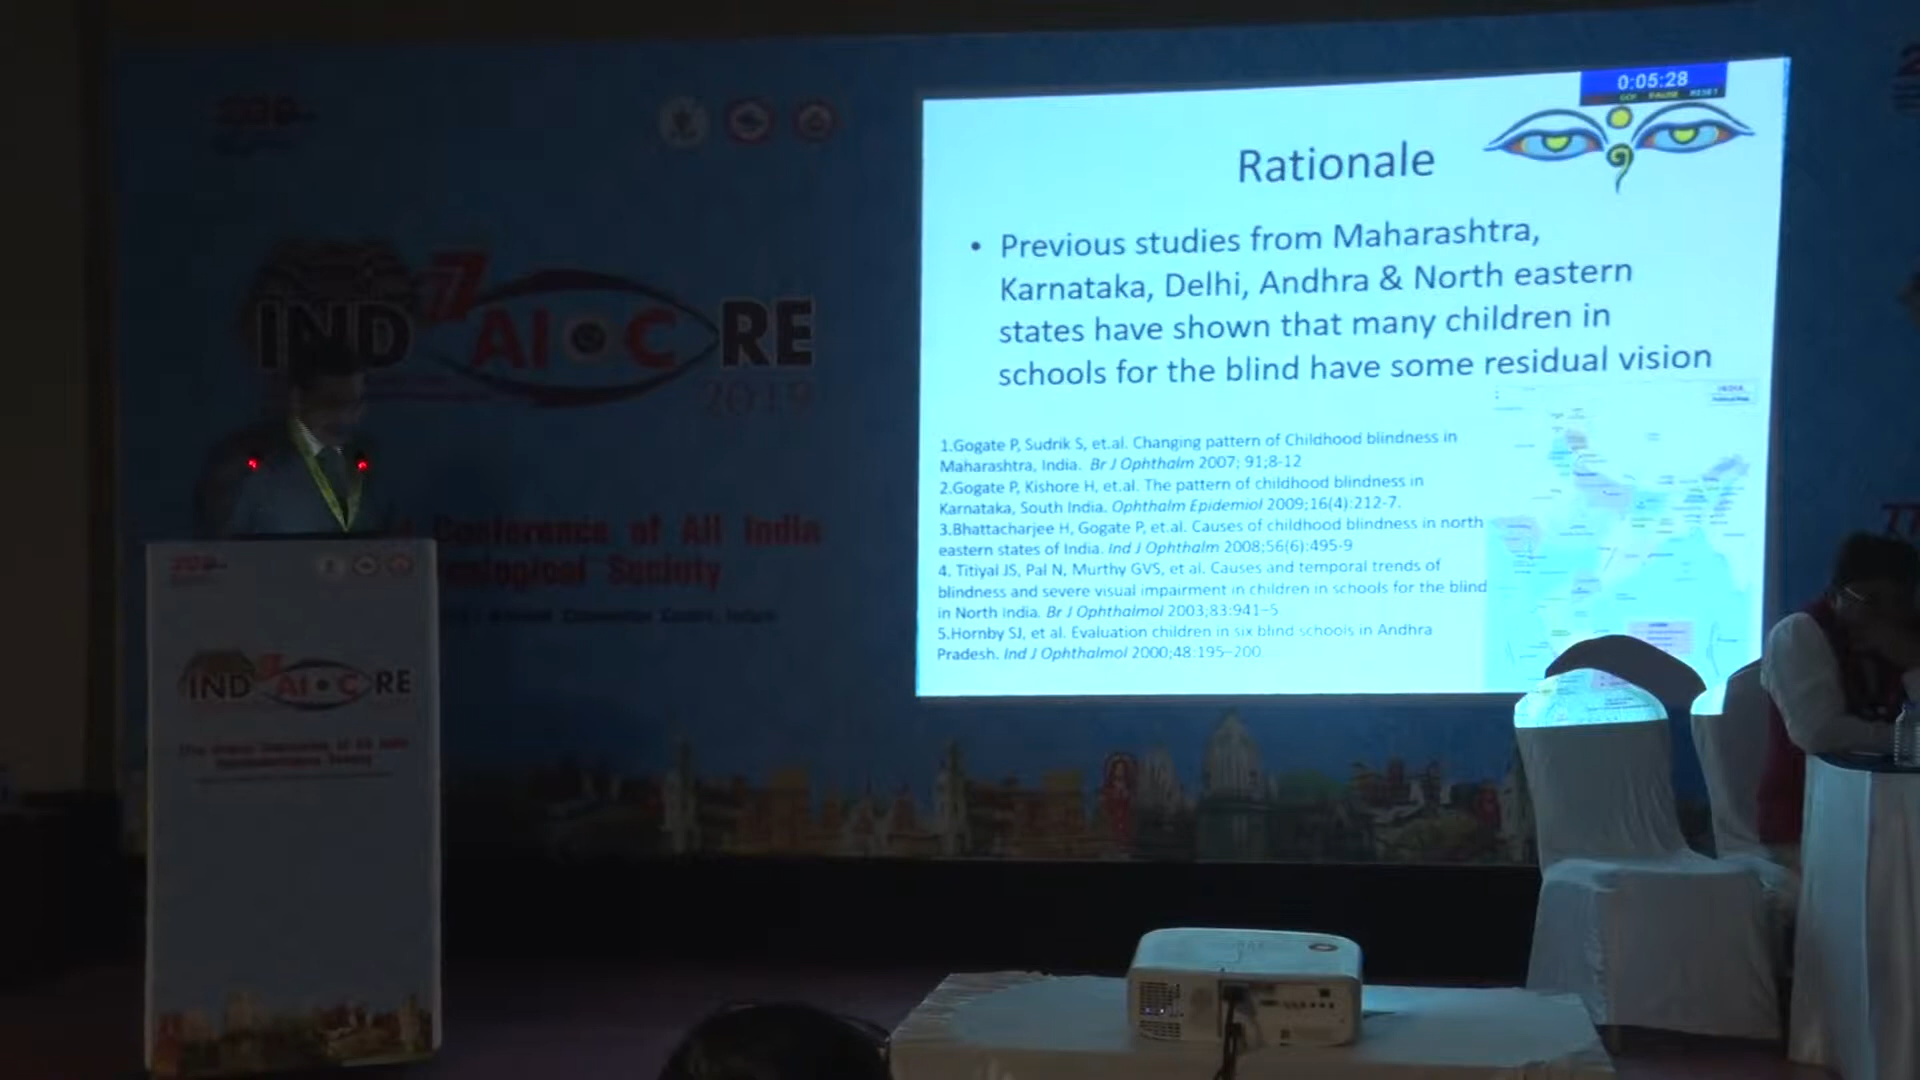 0:05:28
Rationale
• Previous studies from Maharashtra,
Karnataka, Delhi, Andhra & North eastern
states have shown that many children in
schools for the blind have some residual vision
1.Gogate P, Sudrik S, et.al. Changing pattern of Childhood blindness in
Maharashtra, India. Br J Ophthalm 2007; 91;8-12
2.Gogate P, Kishore H, et.al. The pattern of childhood blindness in
Karnataka, South India. Ophthalm Epidemiol 2009;16(4):212-7.
3.Bhattacharjee H, Gogate P, et.al. Causes of childhood blindness in north
eastern states of India. Ind J Ophthalm 2008;56(6):495-9
4. Titiyal JS, Pal N, Murthy GVS, et al. Causes and temporal trends of
blindness and severe visual impairment in children in schools for the blind
in North India. Br J Ophthalmol 2003;83:941–5
5.Hornby SJ, et al. Evaluation children in six blind schools in Andhra
Pradesh. Ind J Ophthalmol 2000;48:195–200
77
IND AIOC RE
2019
Conference of All India
Society
IND AI C RE
77